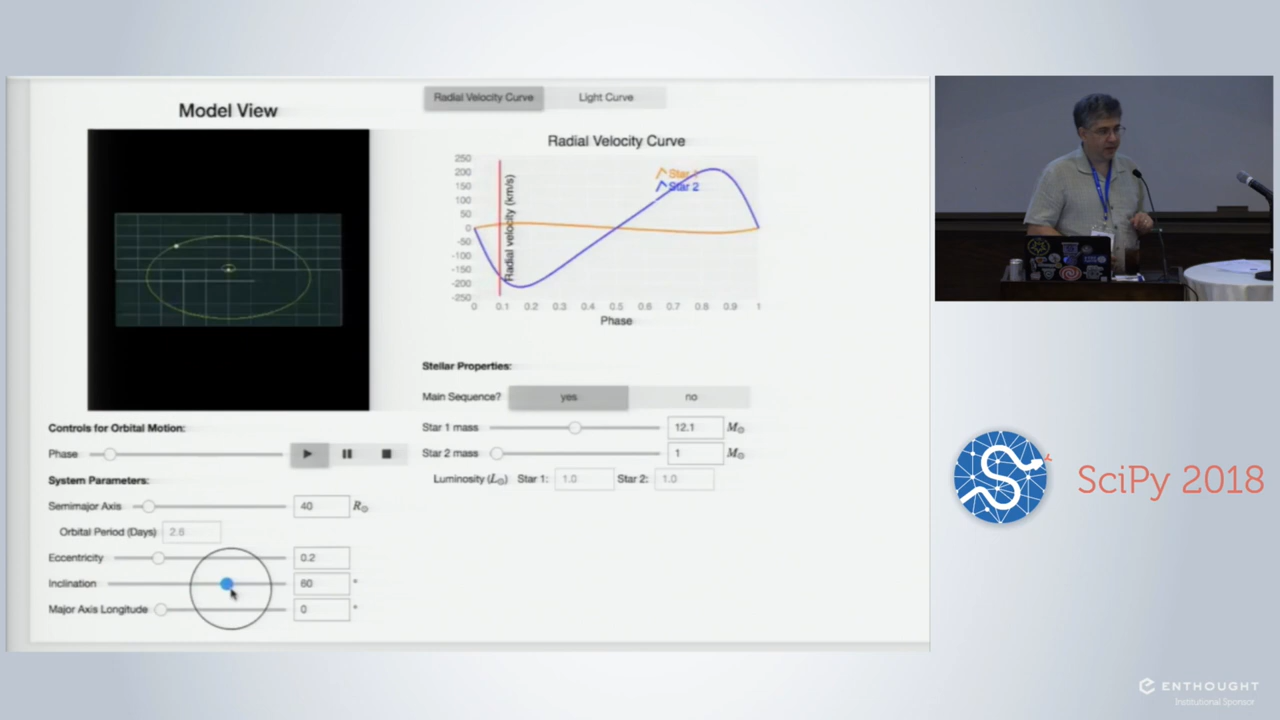 Model View
Radial Velocity Curve
Light Curve
Radial Velocity Curve
250
200
150
100
50
0
-50
-100
-150
-200
-250
Radial velocity (km/s)
Star 1
Star 2
0 0.1 0.2 0.3 0.4 0.5 0.6 0.7 0.8 0.9 1
Phase
Controls for Orbital Motion:
Phase
System Parameters:
Semimajor Axis 40 R⊙
Orbital Period (Days) 2.6
Eccentricity 0.2
Inclination 60 °
Major Axis Longitude 0 °
Stellar Properties:
Main Sequence? yes no
Star 1 mass 12.1 M⊙
Star 2 mass 1 M⊙
Luminosity (L⊙) Star 1: 1.0 Star 2: 1.0
SciPy 2018
ENTHOUGHT
Institutional Sponsor